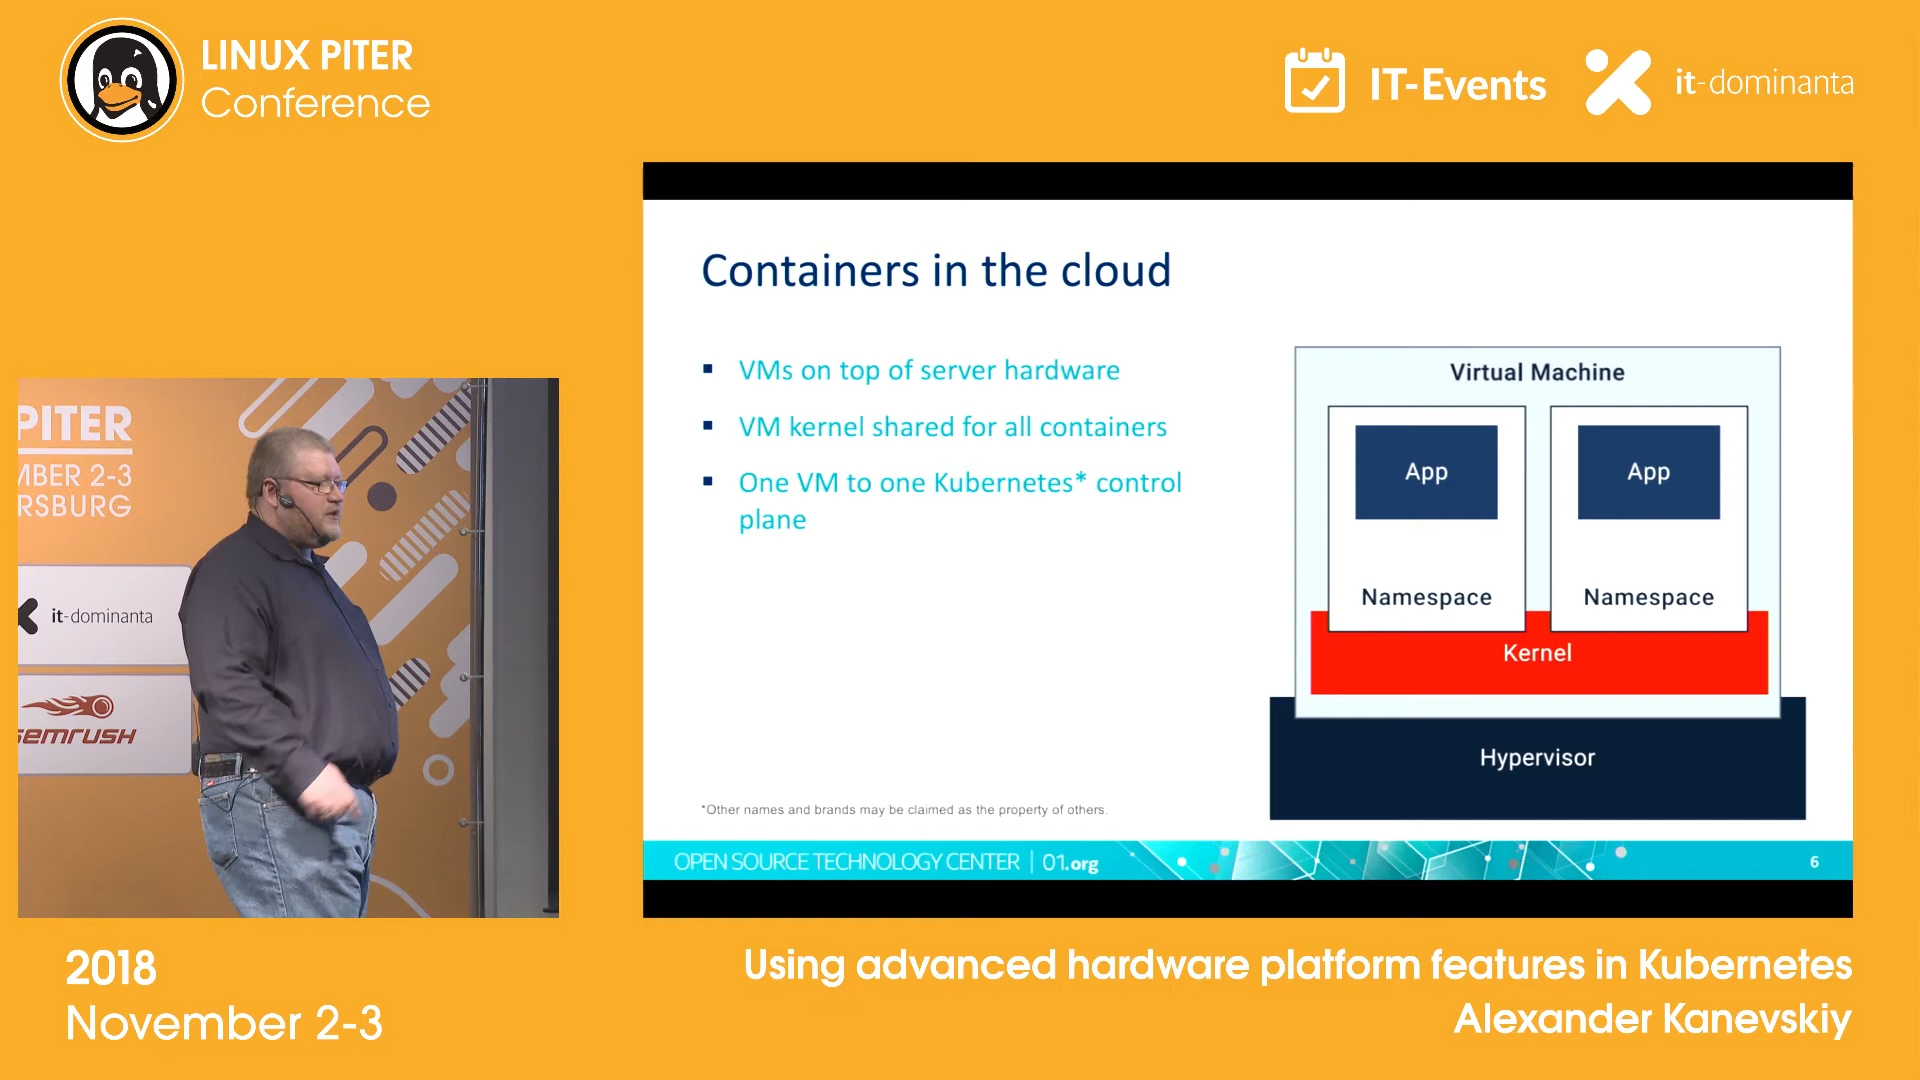 LINUX PITER
Conference
IT-Events
it-dominanta
Containers in the cloud
▪ VMs on top of server hardware
▪ VM kernel shared for all containers
▪ One VM to one Kubernetes* control
plane
Virtual Machine
App
App
Namespace
Namespace
Kernel
Hypervisor
*Other names and brands may be claimed as the property of others.
OPEN SOURCE TECHNOLOGY CENTER | 01.org
6
PITER
MBER 2-3
RSBURG
it-dominanta
semrush
2018
November 2-3
Using advanced hardware platform features in Kubernetes
Alexander Kanevskiy